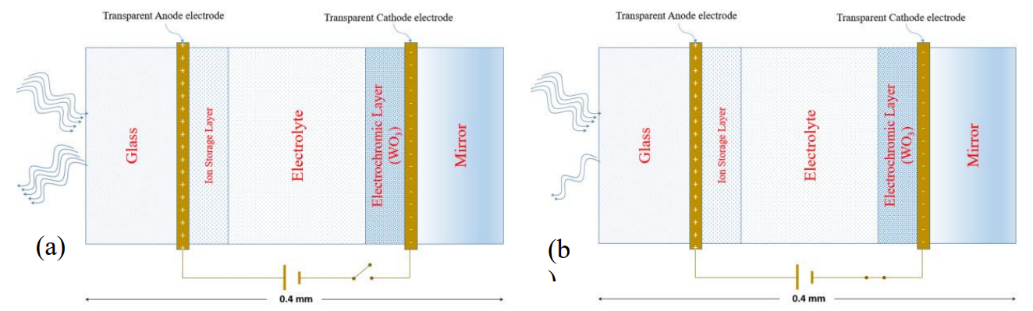 Transparent Anode electrode
Transparent Cathode electrode
Glass
Ion Storage Layer
Electrolyte
Electrochromic Layer
(WO3)
Mirror
(a)
0.4 mm
Transparent Anode electrode
Transparent Cathode electrode
Glass
Ion Storage Layer
Electrolyte
Electrochromic Layer
(WO3)
Mirror
(b
)
0.4 mm